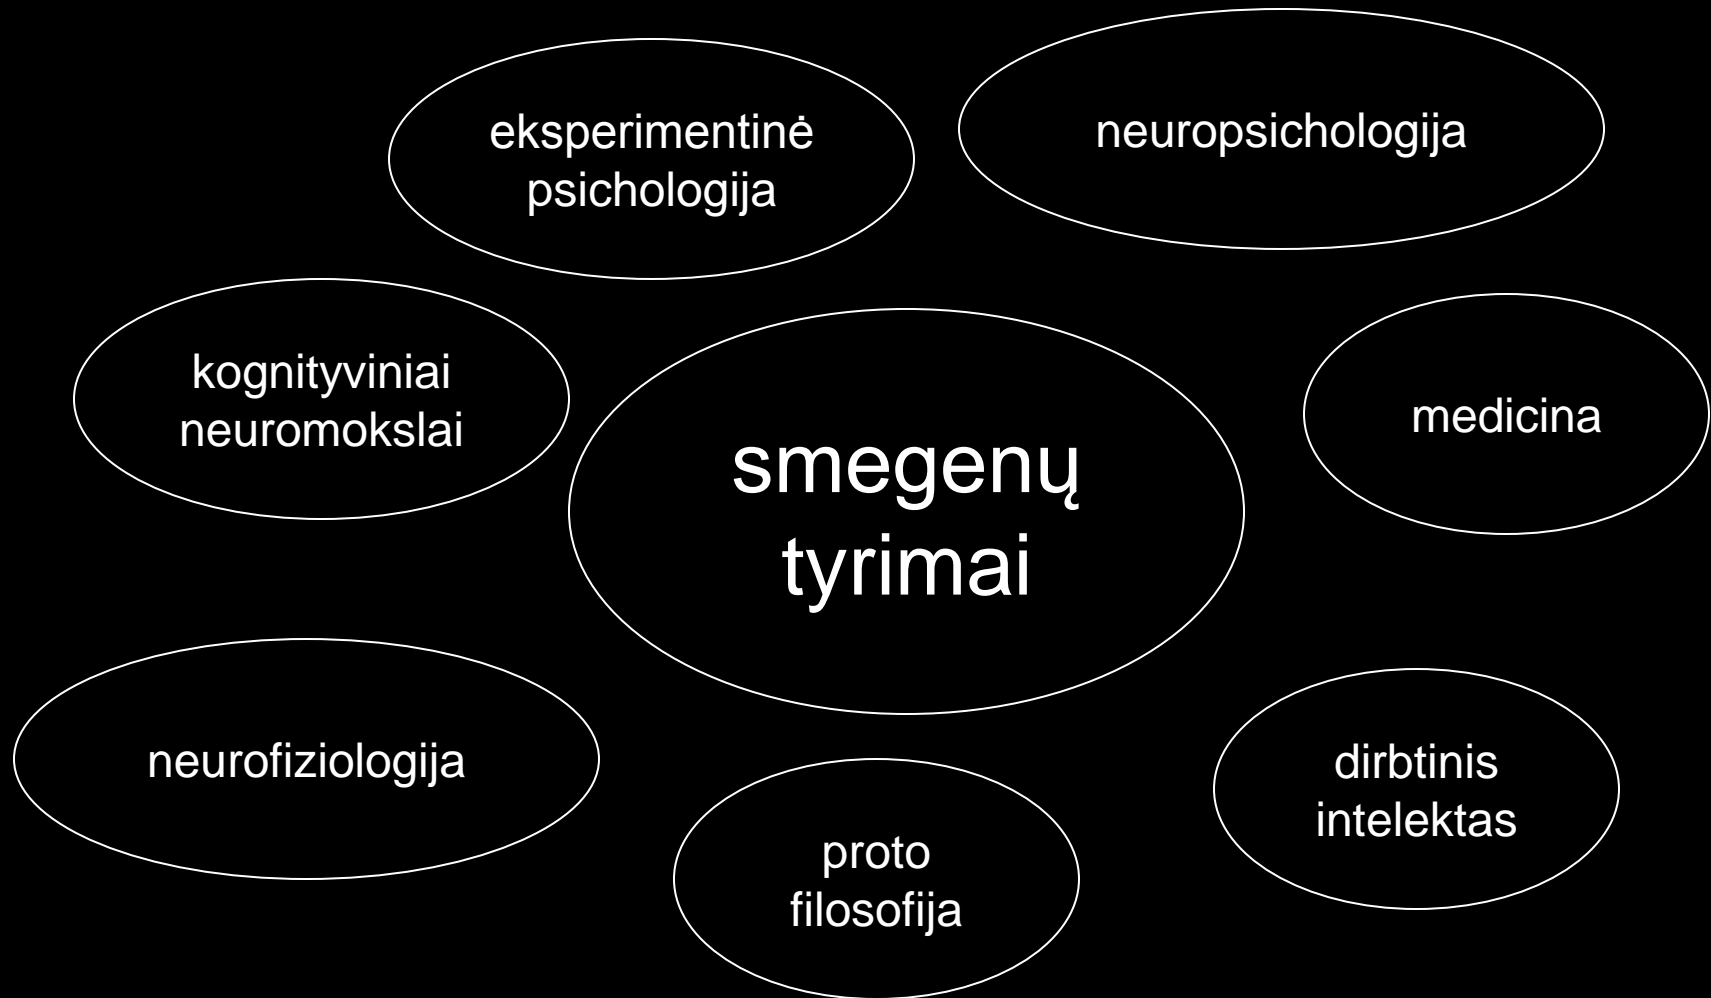 eksperimentinė
psichologija
neuropsichologija
kognityviniai
neuromokslai
medicina
smegenų
tyrimai
neurofiziologija
dirbtinis
intelektas
proto
filosofija